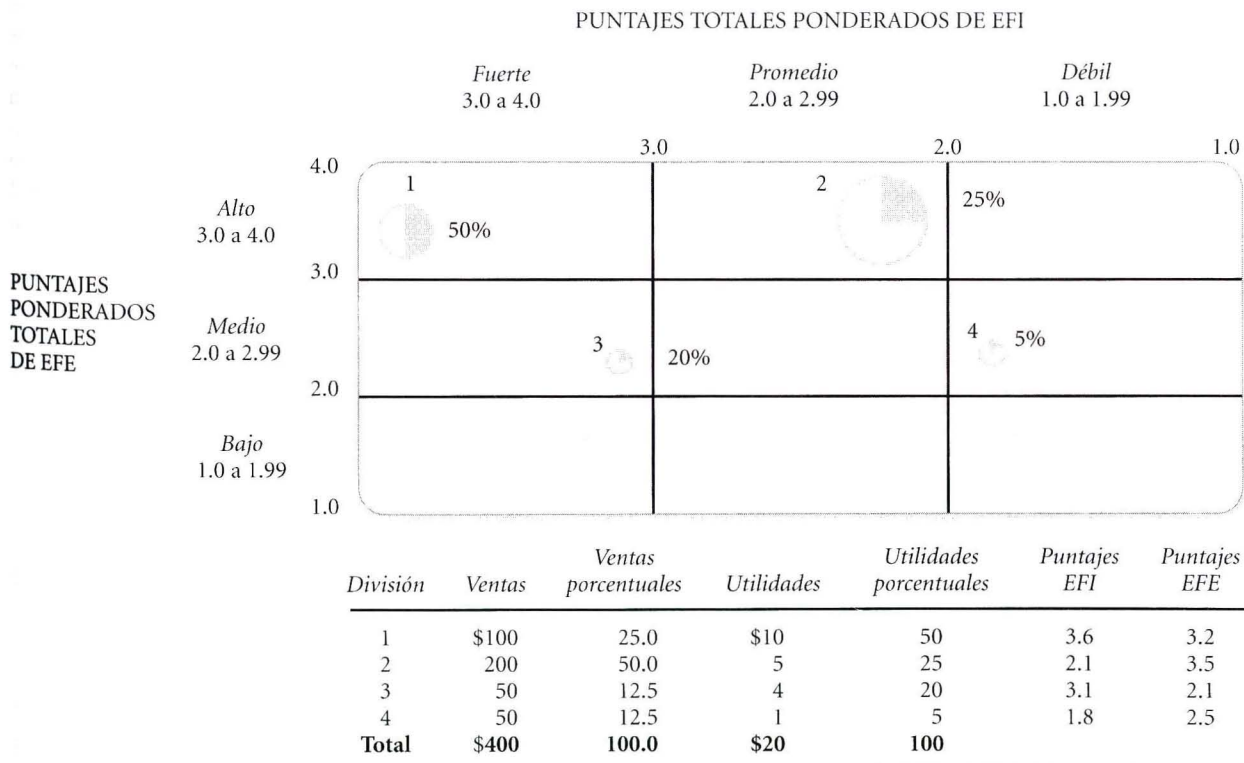 PUNTAJES TOTALES PONDERADOS DE EFI
Fuerte Promedio Débil
3.0 a 4.0 2.0 a 2.99 1.0 a 1.99
3.0 2.0 1.0
4.0
1 2
Alto
3.0 a 4.0
50% 25%
3.0
PUNTAJES
PONDERADOS
TOTALES
DE EFE
Medio
2.0 a 2.99
3 20% 4 5%
2.0
Bajo
1.0 a 1.99
1.0
División Ventas Ventas porcentuales Utilidades Utilidades porcentuales Puntajes EFI Puntajes EFE
1 $100 25.0 $10 50 3.6 3.2
2 200 50.0 5 25 2.1 3.5
3 50 12.5 4 20 3.1 2.1
4 50 12.5 1 5 1.8 2.5
Total $400 100.0 $20 100